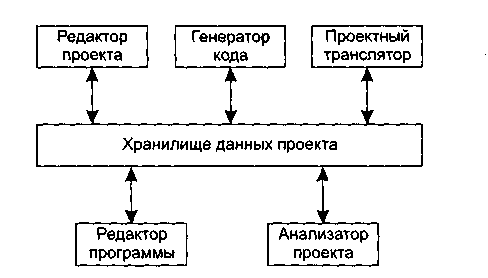 Редактор
проекта
Генератор
кода
Проектный
транслятор
Хранилище данных проекта
Редактор
программы
Анализатор
проекта